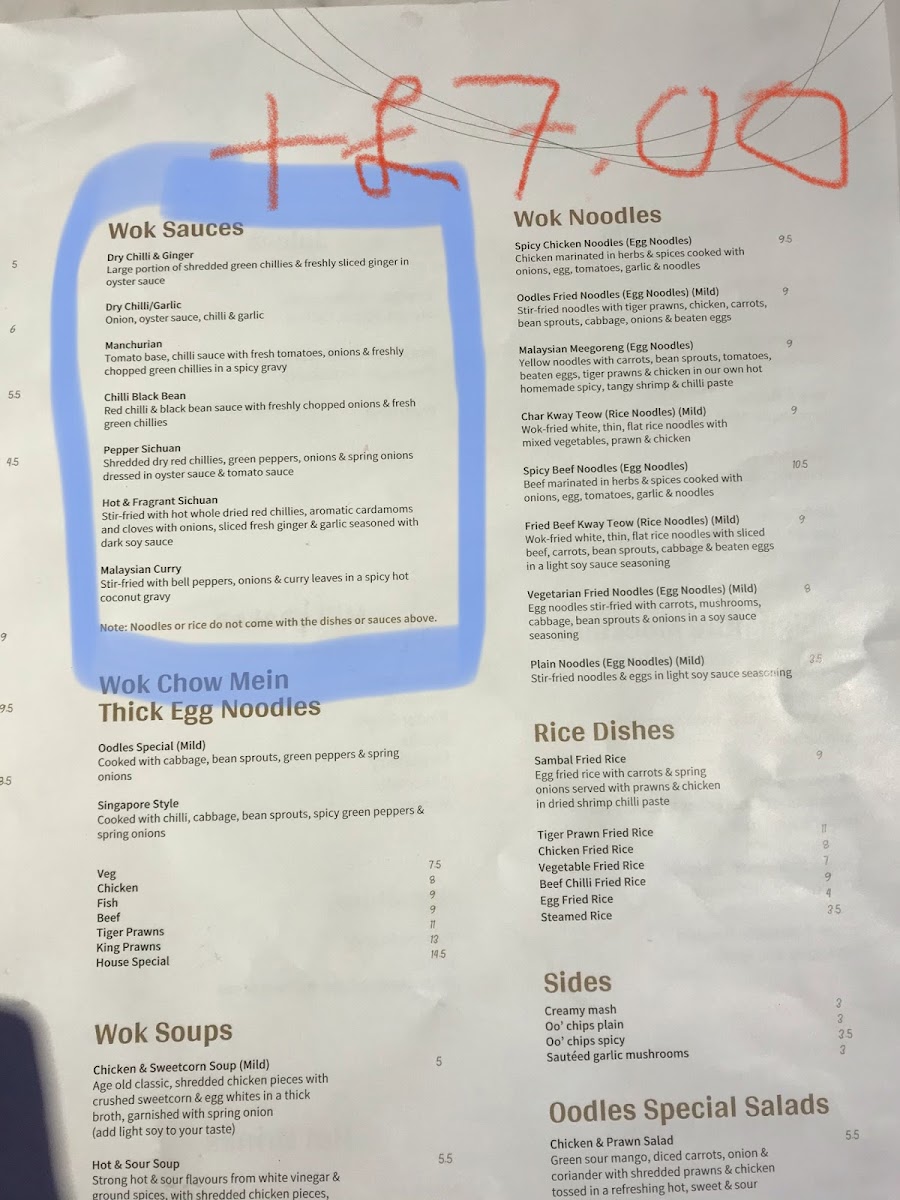 +£7.00
5
6
5.5
4.5
9
9.5
3.5
Wok Sauces
Dry Chilli & Ginger
Large portion of shredded green chillies & freshly sliced ginger in
oyster sauce
Dry Chilli/Garlic
Onion, oyster sauce, chilli & garlic
Manchurian
Tomato base, chilli sauce with fresh tomatoes, onions & freshly
chopped green chillies in a spicy gravy
Chilli Black Bean
Red chilli & black bean sauce with freshly chopped onions & fresh
green chillies
Pepper Sichuan
Shredded dry red chillies, green peppers, onions & spring onions
dressed in oyster sauce & tomato sauce
Hot & Fragrant Sichuan
Stir-fried with hot whole dried red chillies, aromatic cardamoms
and cloves with onions, sliced fresh ginger & garlic seasoned with
dark soy sauce
Malaysian Curry
Stir-fried with bell peppers, onions & curry leaves in a spicy hot
coconut gravy
Note: Noodles or rice do not come with the dishes or sauces above.
Wok Chow Mein
Thick Egg Noodles
Oodles Special (Mild)
Cooked with cabbage, bean sprouts, green peppers & spring
onions
Singapore Style
Cooked with chilli, cabbage, bean sprouts, spicy green peppers &
spring onions
Veg 7.5
Chicken 8
Fish 9
Beef 9
Tiger Prawns 11
King Prawns 13
House Special 14.5
Wok Soups
Chicken & Sweetcorn Soup (Mild) 5
Age old classic, shredded chicken pieces with
crushed sweetcorn & egg whites in a thick
broth, garnished with spring onion
(add light soy to your taste)
Hot & Sour Soup 5.5
Strong hot & sour flavours from white vinegar &
ground spices, with shredded chicken pieces,
Wok Noodles
Spicy Chicken Noodles (Egg Noodles) 9.5
Chicken marinated in herbs & spices cooked with
onions, egg, tomatoes, garlic & noodles
Oodles Fried Noodles (Egg Noodles) (Mild) 9
Stir-fried noodles with tiger prawns, chicken, carrots,
bean sprouts, cabbage, onions & beaten eggs
Malaysian Meegoreng (Egg Noodles) 9
Yellow noodles with carrots, bean sprouts, tomatoes,
beaten eggs, tiger prawns & chicken in our own hot
homemade spicy, tangy shrimp & chilli paste
Char Kway Teow (Rice Noodles) (Mild) 9
Wok-fried white, thin, flat rice noodles with
mixed vegetables, prawn & chicken
Spicy Beef Noodles (Egg Noodles) 10.5
Beef marinated in herbs & spices cooked with
onions, egg, tomatoes, garlic & noodles
Fried Beef Kway Teow (Rice Noodles) (Mild) 9
Wok-fried white, thin, flat rice noodles with sliced
beef, carrots, bean sprouts, cabbage & beaten eggs
in a light soy sauce seasoning
Vegetarian Fried Noodles (Egg Noodles) (Mild) 8
Egg noodles stir-fried with carrots, mushrooms,
cabbage, bean sprouts & onions in a soy sauce
seasoning
Plain Noodles (Egg Noodles) (Mild) 3.5
Stir-fried noodles & eggs in light soy sauce seasoning
Rice Dishes
Sambal Fried Rice 9
Egg fried rice with carrots & spring
onions served with prawns & chicken
in dried shrimp chilli paste
Tiger Prawn Fried Rice 11
Chicken Fried Rice 8
Vegetable Fried Rice 7
Beef Chilli Fried Rice 9
Egg Fried Rice 4
Steamed Rice 3.5
Sides
Creamy mash 3
Oo' chips plain 3
Oo' chips spicy 3.5
Sautéed garlic mushrooms 3
Oodles Special Salads
Chicken & Prawn Salad 5.5
Green sour mango, diced carrots, onion &
coriander with shredded prawns & chicken
tossed in a refreshing hot, sweet & sour